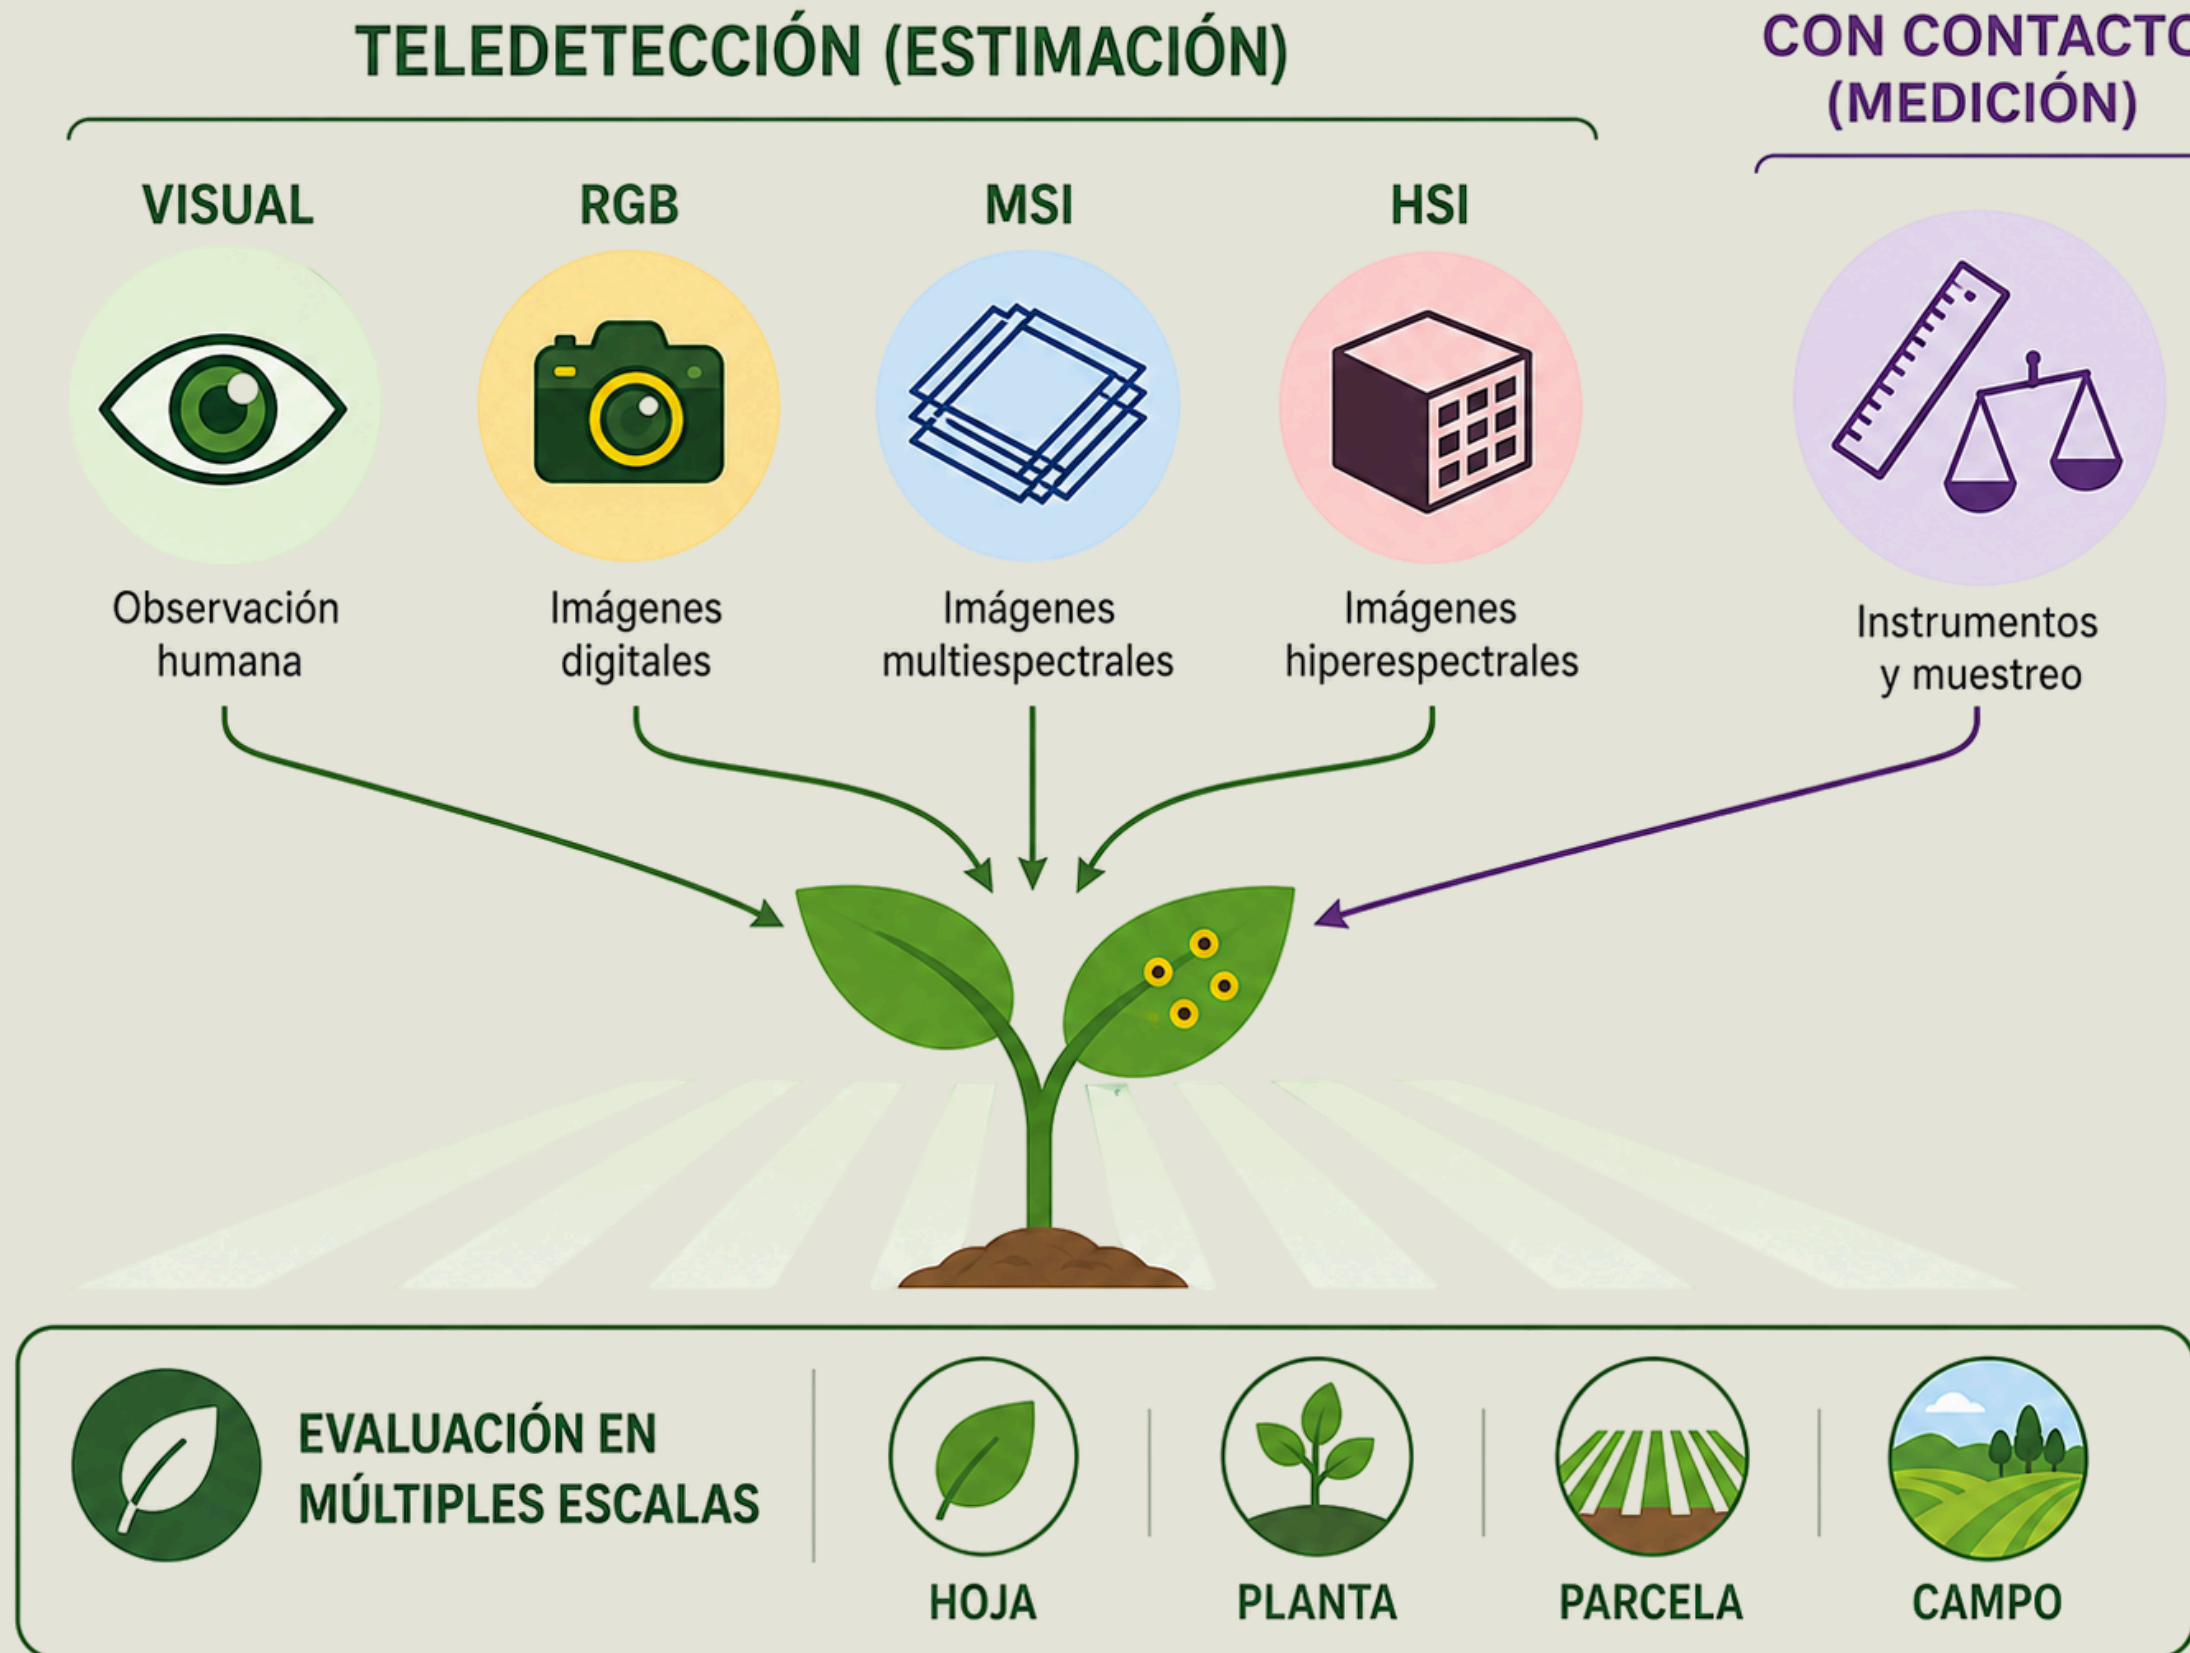 TELEDETECCIÓN (ESTIMACIÓN)
CON CONTACTO
(MEDICIÓN)
VISUAL
RGB
MSI
HSI
Observación
humana
Imágenes
digitales
Imágenes
multiespectrales
Imágenes
hiperespectrales
Instrumentos
y muestreo
EVALUACIÓN EN
MÚLTIPLES ESCALAS
HOJA
PLANTA
PARCELA
CAMPO